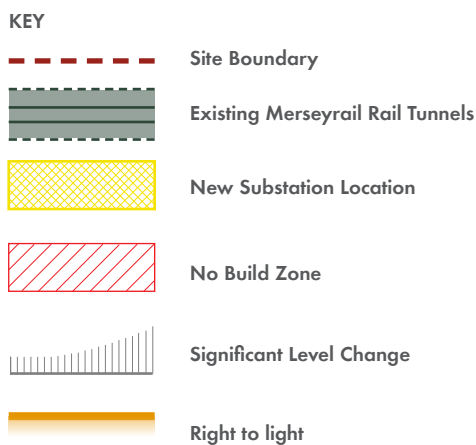 KEY
Site Boundary
Existing Merseyrail Rail Tunnels
New Substation Location
No Build Zone
Significant Level Change
Right to light